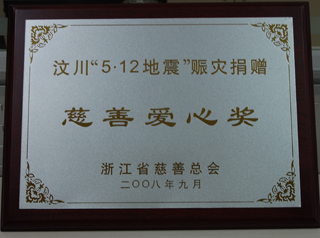 汶川“5·12地震”赈灾捐赠
慈善爱心奖
浙江省慈善总会
二〇〇八年九月